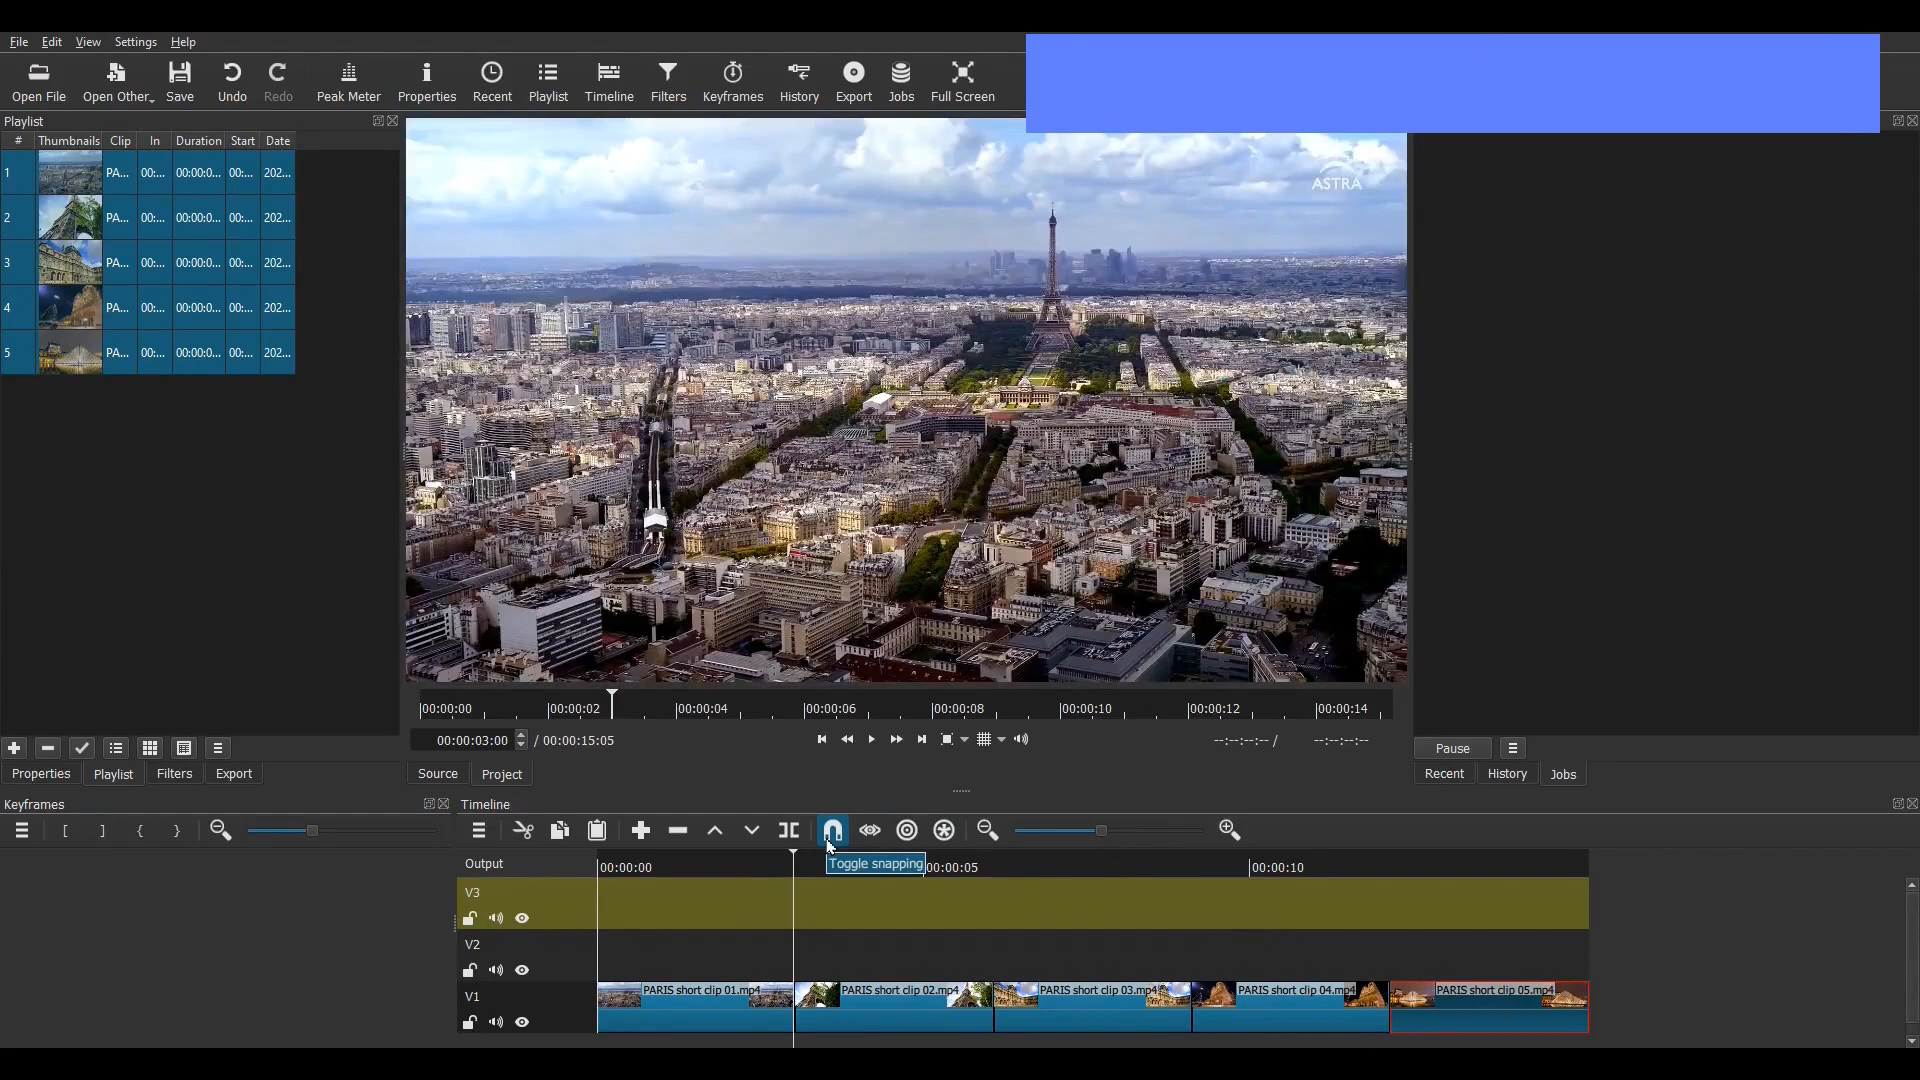 File Edit View Settings Help
Open File Open Other Save Undo Redo Peak Meter Properties Recent Playlist Timeline Filters Keyframes History Export Jobs Full Screen
Playlist
# Thumbnails Clip In Duration Start Date
1 PA... 00:... 00:00:0... 00:... 202...
2 PA... 00:... 00:00:0... 00:... 202...
3 PA... 00:... 00:00:0... 00:... 202...
4 PA... 00:... 00:00:0... 00:... 202...
5 PA... 00:... 00:00:0... 00:... 202...
ASTRA
00:00:00 00:00:02 00:00:04 00:00:06 00:00:08 00:00:10 00:00:12 00:00:14
00:00:03:00 / 00:00:15:05 --:--:--:-- / --:--:--:--
Pause
Properties Playlist Filters Export
Source Project
Recent History Jobs
Keyframes
[ ] { }
Timeline
Toggle snapping
Output
00:00:00 00:00:05 00:00:10
V3
V2
V1
PARIS short clip 01.mp4 PARIS short clip 02.mp4 PARIS short clip 03.mp4 PARIS short clip 04.mp4 PARIS short clip 05.mp4